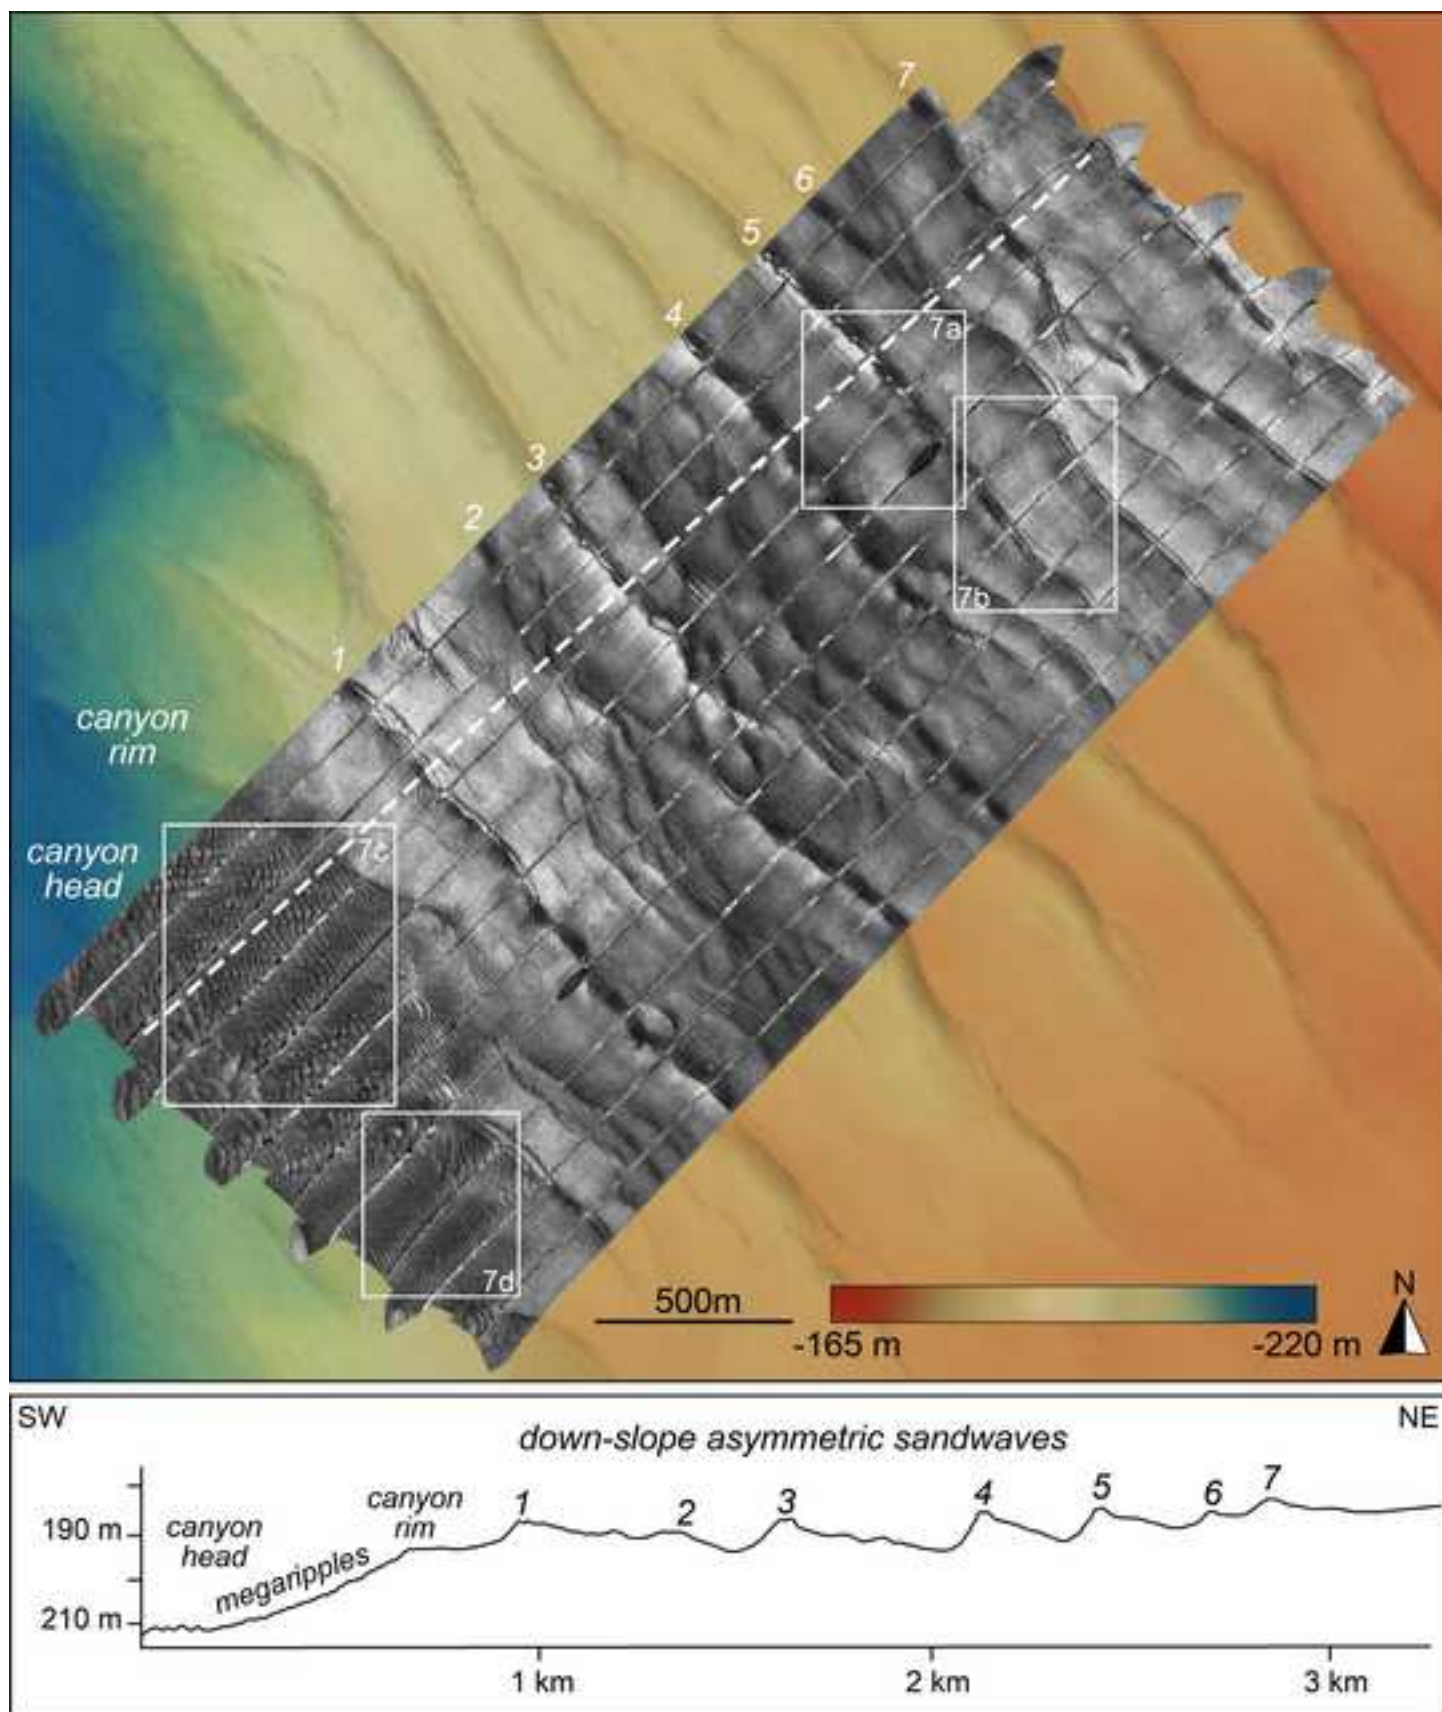 7
6
5
4
3
2
1
7a
7b
canyon
rim
canyon
head
7c
7d
500m
-165 m
-220 m
N
SW
NE
down-slope asymmetric sandwaves
canyon
rim
1
2
3
4
5
6
7
190 m
canyon
head
megaripples
210 m
1 km
2 km
3 km